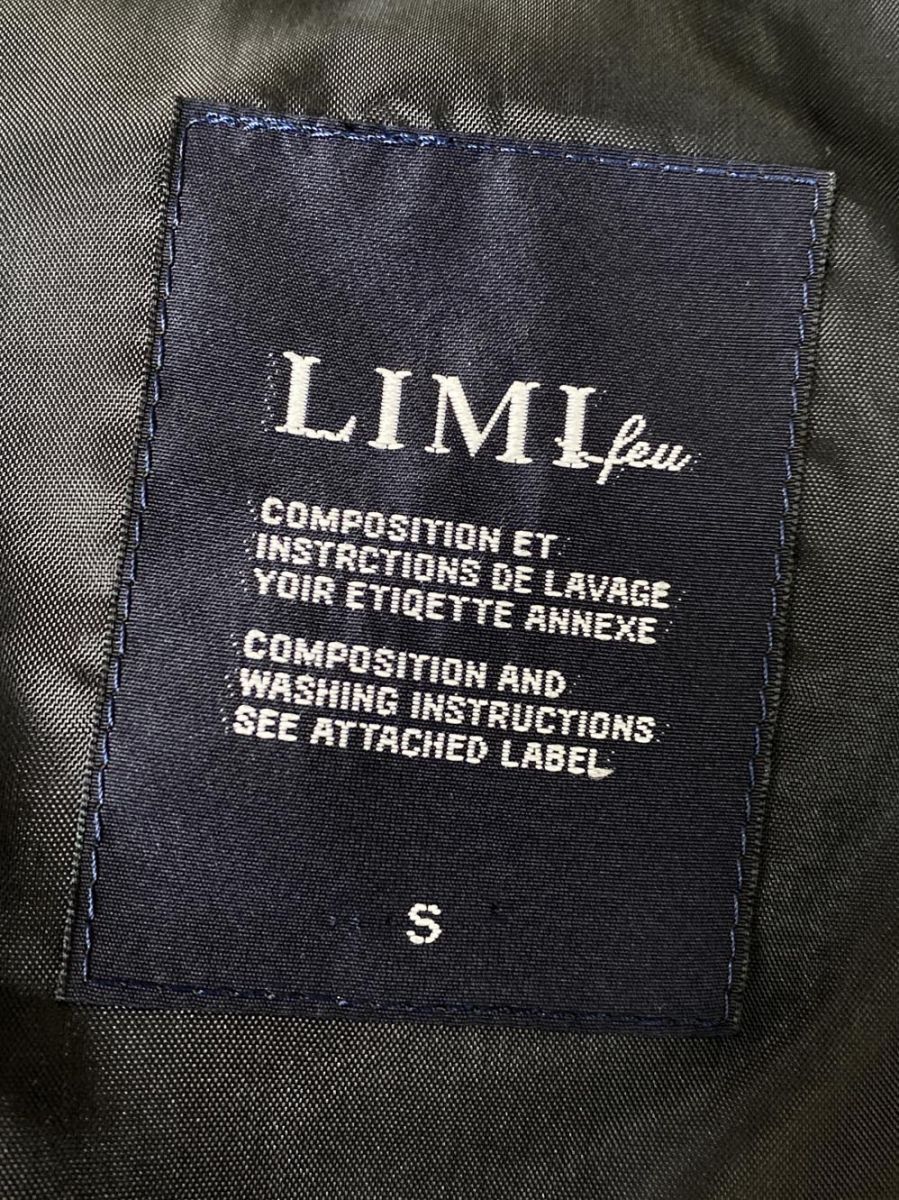 LIMI feu
COMPOSITION ET
INSTRCTIONS DE LAVAGE
YOIR ETIQETTE ANNEXE
COMPOSITION AND
WASHING INSTRUCTIONS
SEE ATTACHED LABEL
S